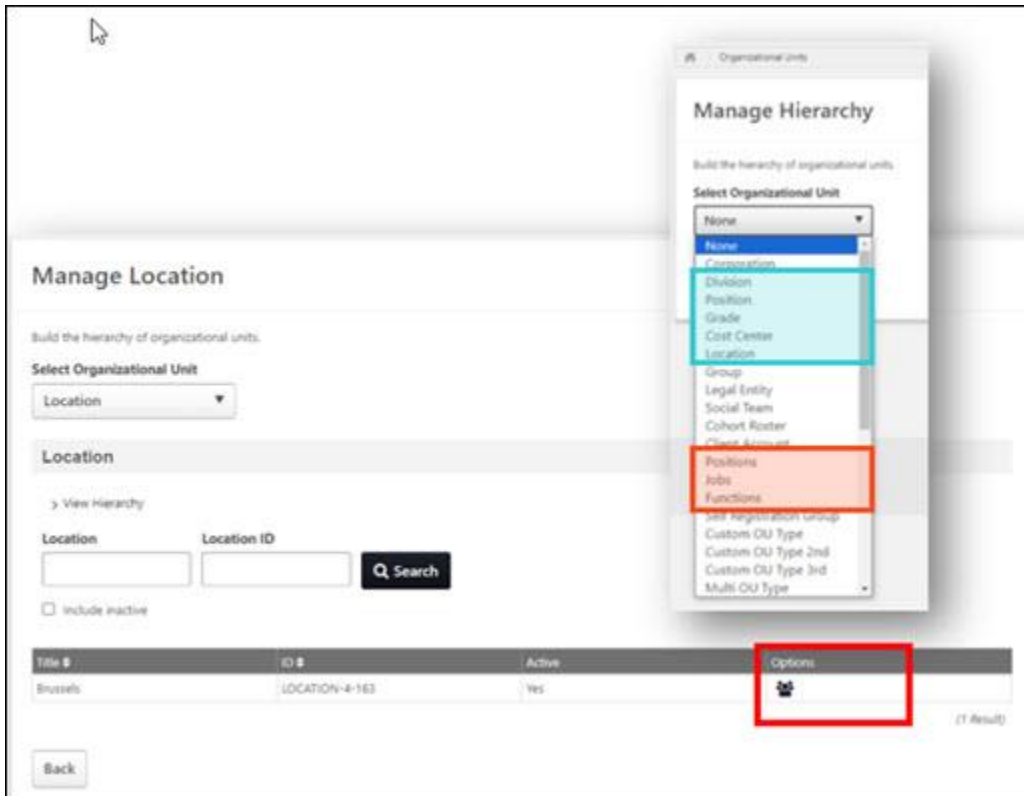 Organizational Units
Manage Hierarchy
Build the hierarchy of organizational units.
Select Organizational Unit
None
None
Corporation
Division
Position
Grade
Cost Center
Location
Group
Legal Entity
Social Team
Cohort Roster
Client Account
Positions
Jobs
Functions
Self Registration Group
Custom OU Type
Custom OU Type 2nd
Custom OU Type 3rd
Multi OU Type
Manage Location
Build the hierarchy of organizational units.
Select Organizational Unit
Location
Location
> View Hierarchy
Location Location ID
Search
Include inactive
Title ID Active Options
Brussels LOCATION-4-163 Yes
(1 Result)
Back